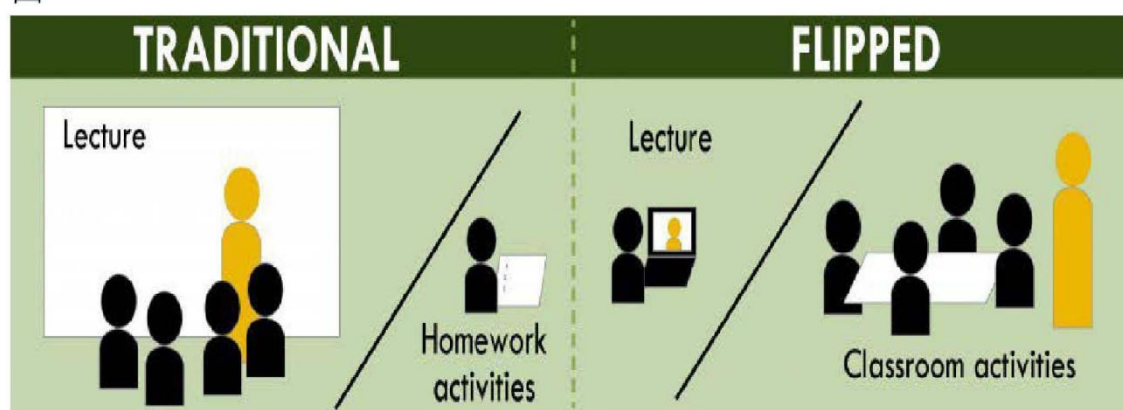 TRADITIONAL
FLIPPED
Lecture
Homework
activities
Lecture
Classroom activities